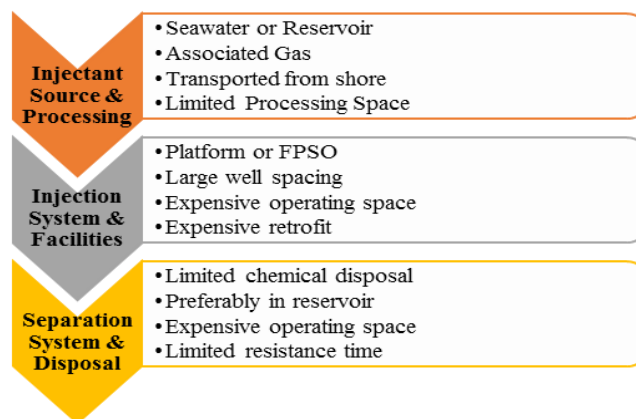 Injectant
Source &
Processing
•Seawater or Reservoir
•Associated Gas
•Transported from shore
•Limited Processing Space
Injection
System &
Facilities
•Platform or FPSO
•Large well spacing
•Expensive operating space
•Expensive retrofit
Separation
System &
Disposal
•Limited chemical disposal
•Preferably in reservoir
•Expensive operating space
•Limited resistance time